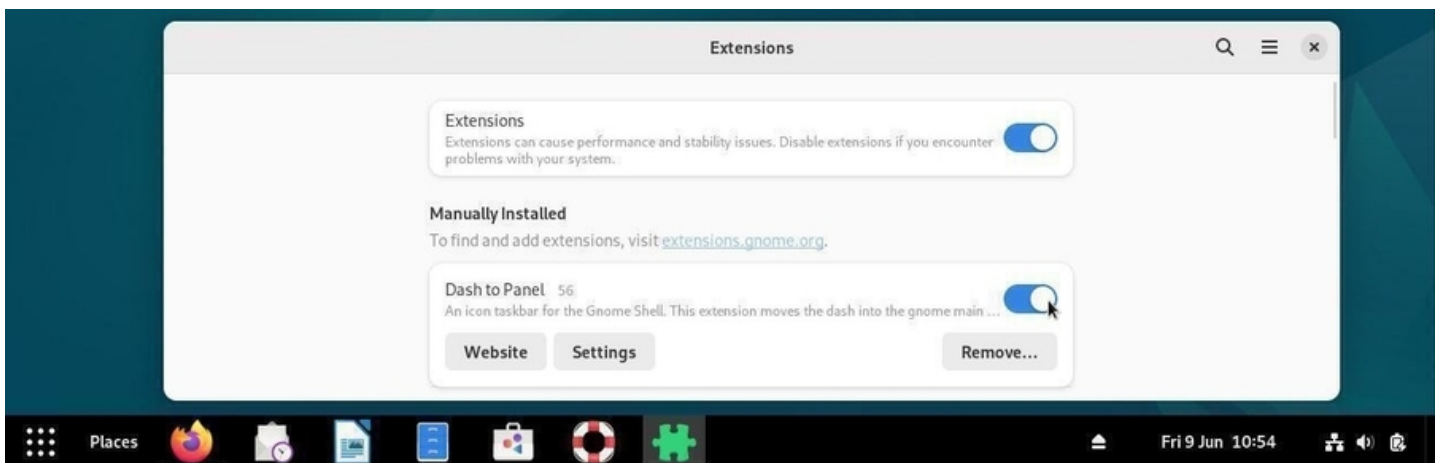 Extensions
Extensions
Extensions can cause performance and stability issues. Disable extensions if you encounter
problems with your system.
Manually Installed
To find and add extensions, visit extensions.gnome.org.
Dash to Panel 56
An icon taskbar for the Gnome Shell. This extension moves the dash into the gnome main ...
Website Settings Remove...
Places Fri 9 Jun 10:54